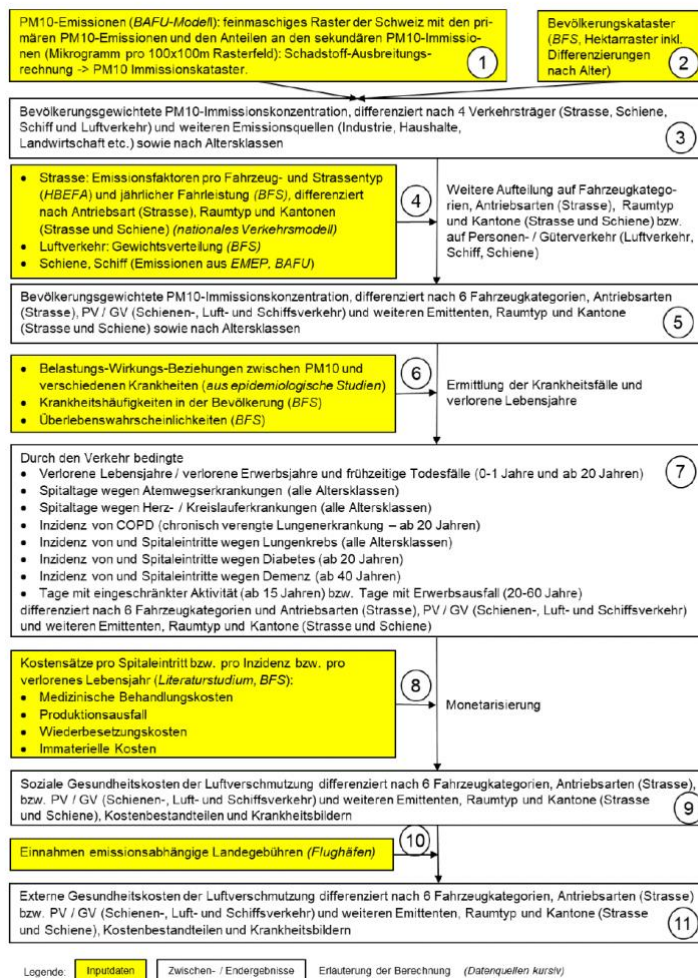 PM10-Emissionen (BAFU-Modell): feinmaschiges Raster der Schweiz mit den pri-
mären PM10-Emissionen und den Anteilen an den sekundären PM10-Immissio-
nen (Mikrogramm pro 100x100m Rasterfeld): Schadstoff-Ausbreitungs-
rechnung -> PM10 Immissionskataster.
1
Bevölkerungskataster
(BFS, Hektarraster inkl.
Differenzierungen
nach Alter)
2
Bevölkerungsgewichtete PM10-Immissionskonzentration, differenziert nach 4 Verkehrsträger (Strasse, Schiene,
Schiff und Luftverkehr) und weiteren Emissionsquellen (Industrie, Haushalte,
Landwirtschaft etc.) sowie nach Altersklassen
3
• Strasse: Emissionsfaktoren pro Fahrzeug- und Strassentyp
(HBEFA) und jährlicher Fahrleistung (BFS), differenziert
nach Antriebsart (Strasse), Raumtyp und Kantonen
(Strasse und Schiene) (nationales Verkehrsmodell)
• Luftverkehr: Gewichtsverteilung (BFS)
• Schiene, Schiff (Emissionen aus EMEP, BAFU)
4
Weitere Aufteilung auf Fahrzeugkatego-
rien, Antriebsarten (Strasse), Raumtyp
und Kantone (Strasse und Schiene) bzw.
auf Personen- / Güterverkehr (Luftverkehr,
Schiff, Schiene)
Bevölkerungsgewichtete PM10-Immissionskonzentration, differenziert nach 6 Fahrzeugkategorien, Antriebsarten
(Strasse), PV / GV (Schienen-, Luft- und Schiffsverkehr) und weiteren Emittenten, Raumtyp und Kantone
(Strasse und Schiene) sowie nach Altersklassen
5
• Belastungs-Wirkungs-Beziehungen zwischen PM10 und
verschiedenen Krankheiten (aus epidemiologische Studien)
• Krankheitshäufigkeiten in der Bevölkerung (BFS)
• Überlebenswahrscheinlichkeiten (BFS)
6
Ermittlung der Krankheitsfälle und
verlorene Lebensjahre
Durch den Verkehr bedingte
7
• Verlorene Lebensjahre / verlorene Erwerbsjahre und frühzeitige Todesfälle (0-1 Jahre und ab 20 Jahren)
• Spitaltage wegen Atemwegserkrankungen (alle Altersklassen)
• Spitaltage wegen Herz- / Kreislauferkrankungen (alle Altersklassen)
• Inzidenz von COPD (chronisch verengte Lungenerkrankung – ab 20 Jahren)
• Inzidenz von und Spitaleintritte wegen Lungenkrebs (alle Altersklassen)
• Inzidenz von und Spitaleintritte wegen Diabetes (ab 20 Jahren)
• Inzidenz von und Spitaleintritte wegen Demenz (ab 40 Jahren)
• Tage mit eingeschränkter Aktivität (ab 15 Jahren) bzw. Tage mit Erwerbsausfall (20-60 Jahre)
differenziert nach 6 Fahrzeugkategorien und Antriebsarten (Strasse), PV / GV (Schienen-, Luft- und Schiffsverkehr)
und weiteren Emittenten, Raumtyp und Kantone (Strasse und Schiene)
Kostensätze pro Spitaleintritt bzw. pro Inzidenz bzw. pro
verlorenes Lebensjahr (Literaturstudium, BFS):
• Medizinische Behandlungskosten
• Produktionsausfall
• Wiederbesetzungskosten
• Immaterielle Kosten
8
Monetarisierung
Soziale Gesundheitskosten der Luftverschmutzung differenziert nach 6 Fahrzeugkategorien, Antriebsarten (Strasse),
bzw. PV / GV (Schienen-, Luft- und Schiffsverkehr) und weiteren Emittenten, Raumtyp und Kantone (Strasse
und Schiene), Kostenbestandteilen und Krankheitsbildern
9
Einnahmen emissionsabhängige Landegebühren (Flughäfen)
10
Externe Gesundheitskosten der Luftverschmutzung differenziert nach 6 Fahrzeugkategorien, Antriebsarten (Strasse)
bzw. PV / GV (Schienen-, Luft- und Schiffsverkehr) und weiteren Emittenten, Raumtyp und Kantone (Strasse
und Schiene), Kostenbestandteilen und Krankheitsbildern
11
Legende: Inputdaten Zwischen- / Endergebnisse Erläuterung der Berechnung (Datenquellen kursiv)